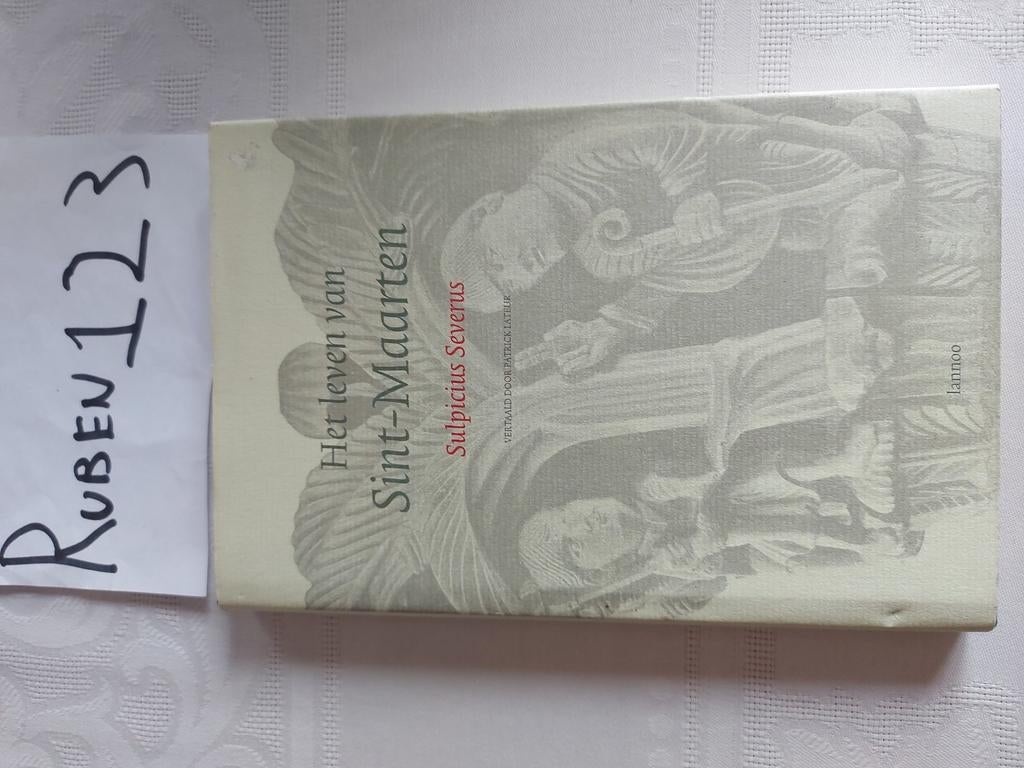 RUBEN123
Het leven van
Sint-Maarten
Sulpicius Severus
VERTAALD DOOR PATRICK LATEUR
lannoo